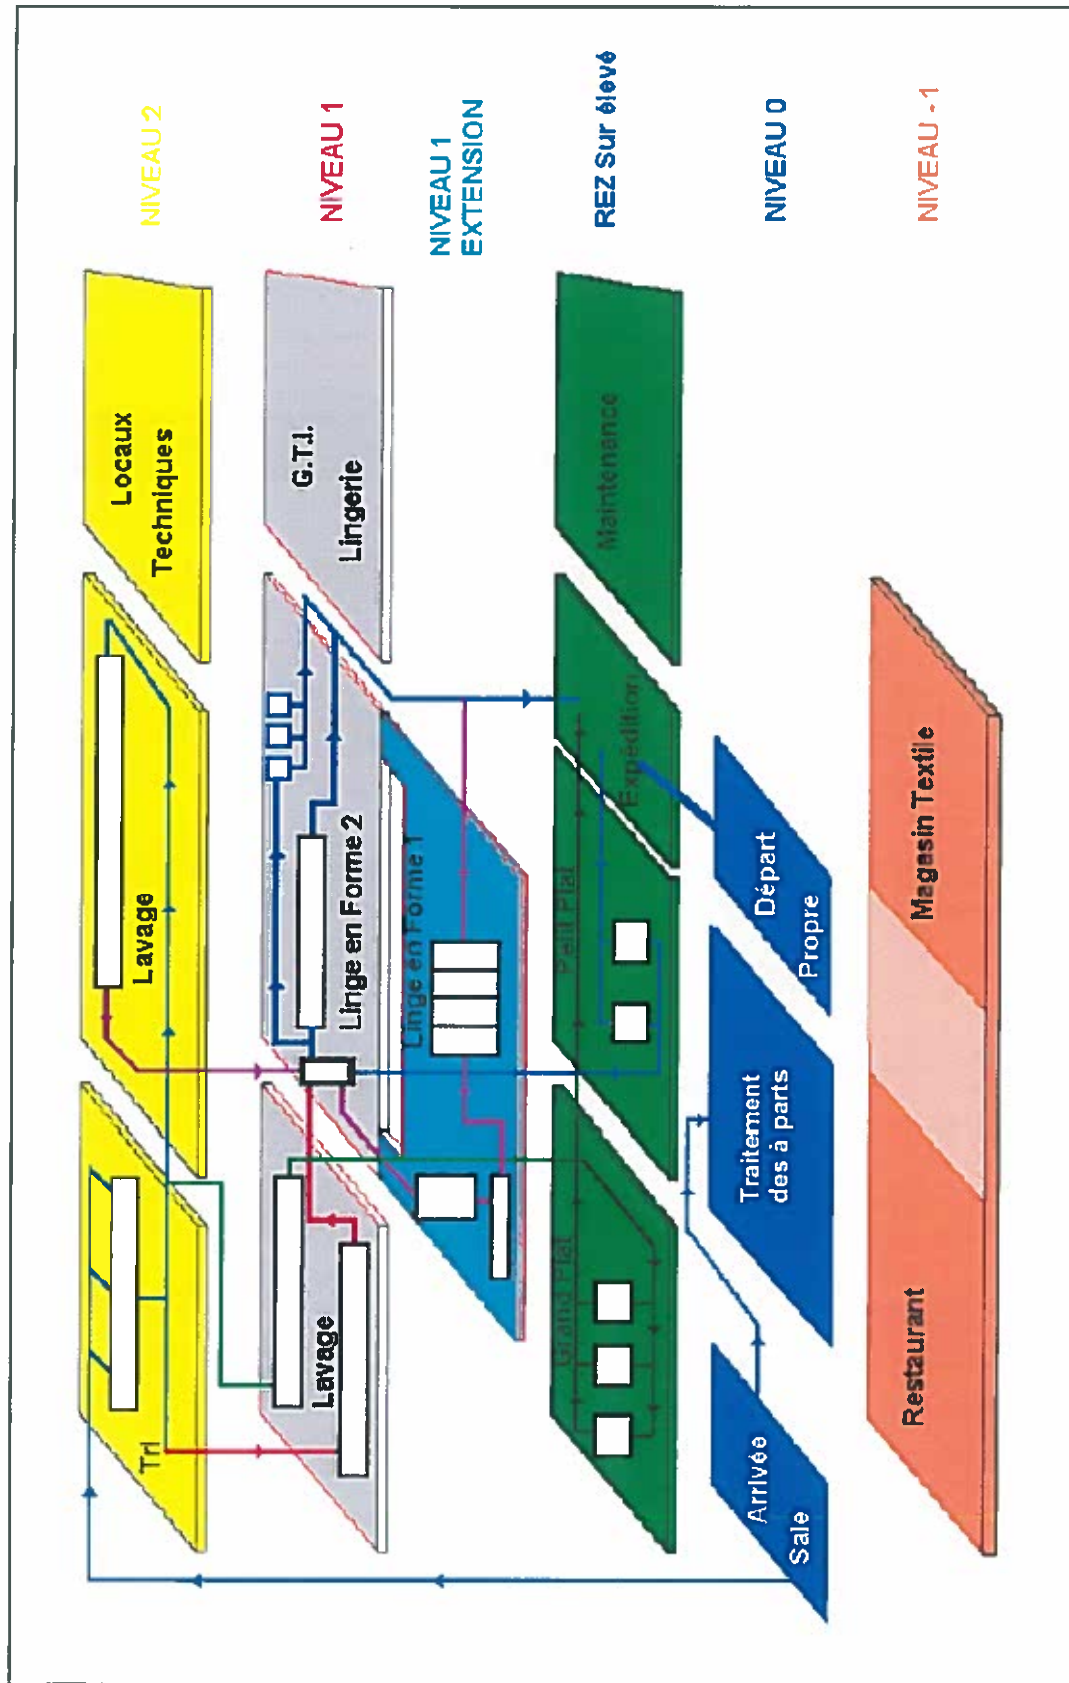 NIVEAU 2
Locaux
Techniques
Lavage
Tri
NIVEAU 1
G.T.I.
Lingerie
Linge en Forme 2
Lavage
NIVEAU 1
EXTENSION
Linge en Forme 1
REZ Sur élevé
Maintenance
Expédition
Petit Plat
Grand Plat
NIVEAU 0
Départ
Propre
Traitement
des à parts
Arrivée
Sale
NIVEAU - 1
Magasin Textile
Restaurant